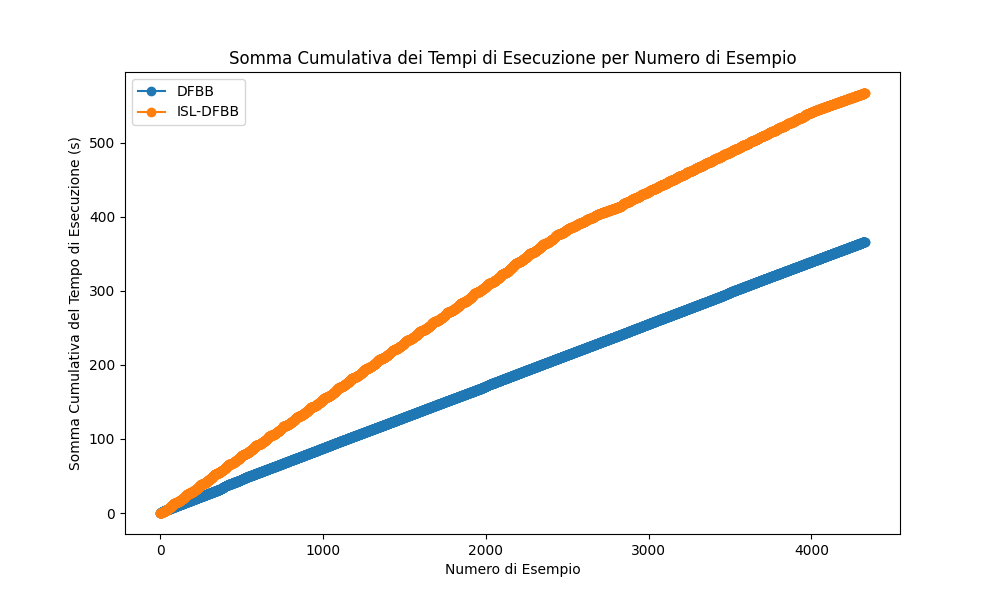 Somma Cumulativa dei Tempi di Esecuzione per Numero di Esempio
DFBB
ISL-DFBB
Somma Cumulativa del Tempo di Esecuzione (s)
500
400
300
200
100
0
0 1000 2000 3000 4000
Numero di Esempio